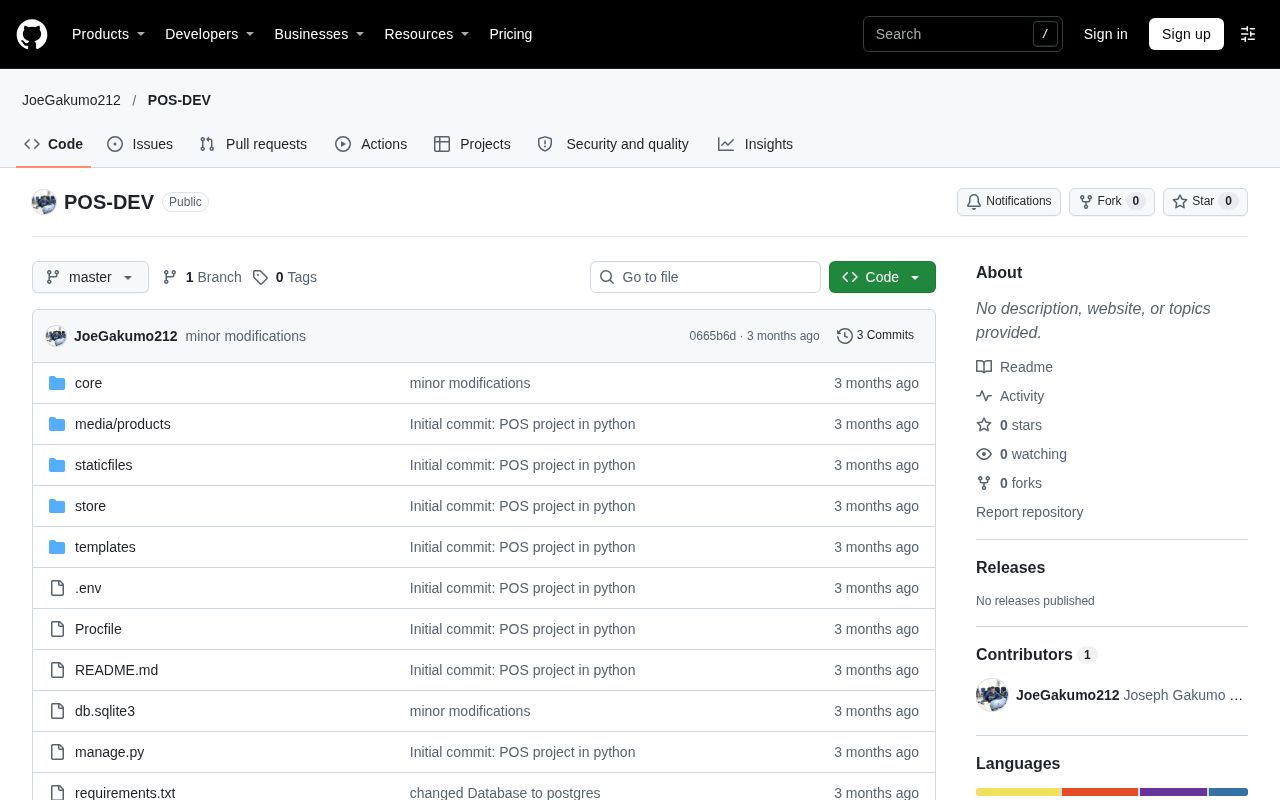 Products Developers Businesses Resources Pricing Search / Sign in Sign up
JoeGakumo212 / POS-DEV
Code Issues Pull requests Actions Projects Security and quality Insights
POS-DEV Public Notifications Fork 0 Star 0
master 1 Branch 0 Tags Go to file Code
JoeGakumo212 minor modifications 0665b6d · 3 months ago 3 Commits
core minor modifications 3 months ago
media/products Initial commit: POS project in python 3 months ago
staticfiles Initial commit: POS project in python 3 months ago
store Initial commit: POS project in python 3 months ago
templates Initial commit: POS project in python 3 months ago
.env Initial commit: POS project in python 3 months ago
Procfile Initial commit: POS project in python 3 months ago
README.md Initial commit: POS project in python 3 months ago
db.sqlite3 minor modifications 3 months ago
manage.py Initial commit: POS project in python 3 months ago
requirements.txt changed Database to postgres 3 months ago
About
No description, website, or topics
provided.
Readme
Activity
0 stars
0 watching
0 forks
Report repository
Releases
No releases published
Contributors 1
JoeGakumo212 Joseph Gakumo …
Languages